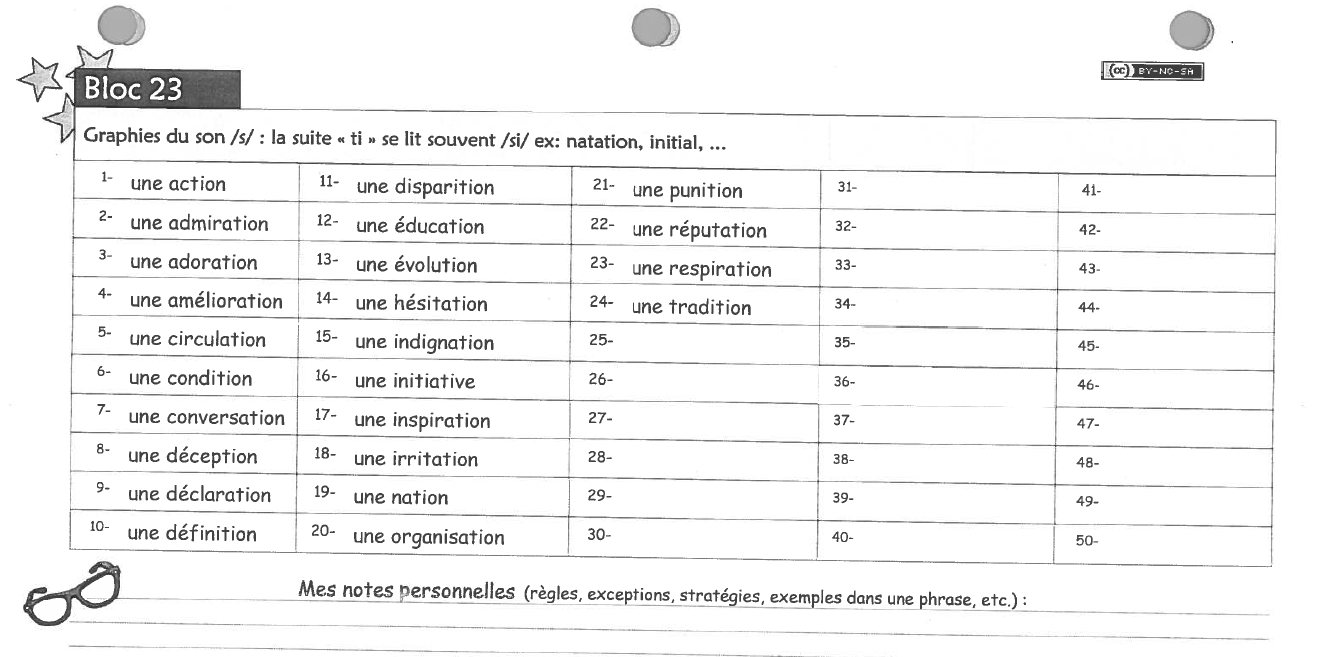 (cc) BY-NC-SA
Bloc 23
Graphies du son /s/ : la suite « ti » se lit souvent /si/ ex: natation, initial, ...
1- une action
2- une admiration
3- une adoration
4- une amélioration
5- une circulation
6- une condition
7- une conversation
8- une déception
9- une déclaration
10- une définition
11- une disparition
12- une éducation
13- une évolution
14- une hésitation
15- une indignation
16- une initiative
17- une inspiration
18- une irritation
19- une nation
20- une organisation
21- une punition
22- une réputation
23- une respiration
24- une tradition
25-
26-
27-
28-
29-
30-
31-
32-
33-
34-
35-
36-
37-
38-
39-
40-
41-
42-
43-
44-
45-
46-
47-
48-
49-
50-
Mes notes personnelles (règles, exceptions, stratégies, exemples dans une phrase, etc.) :